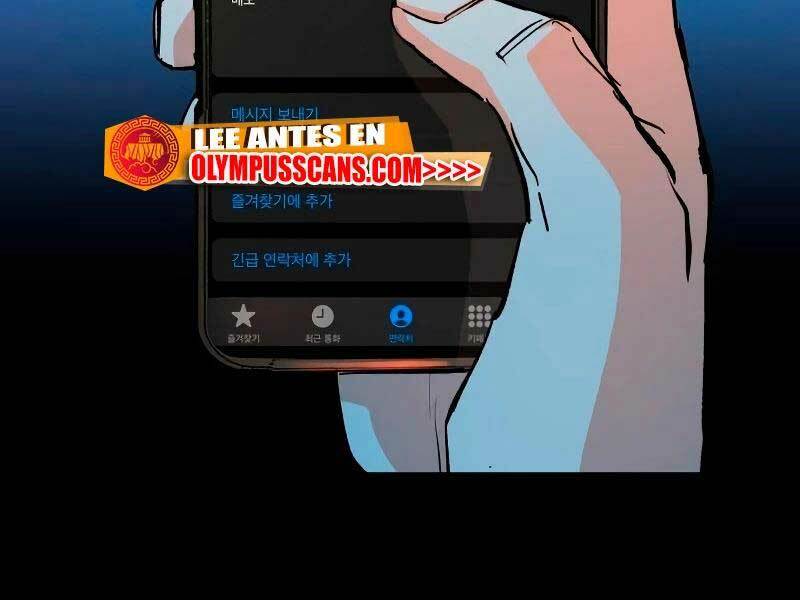 메모
메시지 보내기
LEE ANTES EN
OLYMPUSSCANS.COM>>>>
즐겨찾기에 추가
긴급 연락처에 추가
즐겨찾기
최근 통화
연락처
키패